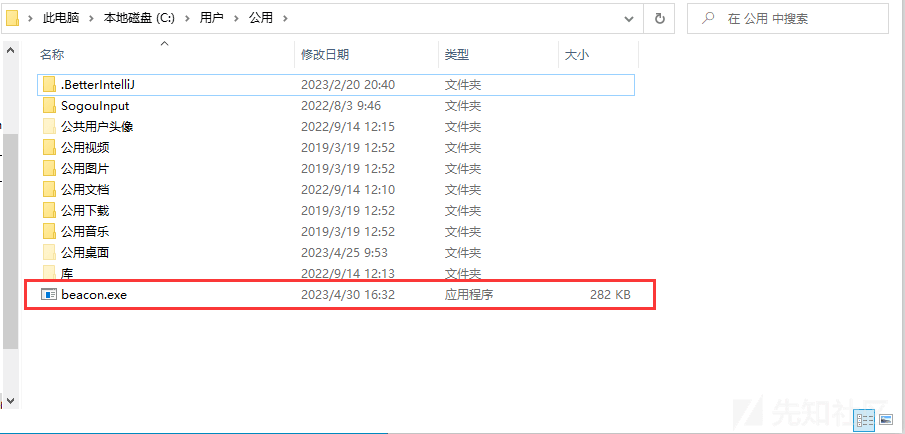 此电脑 › 本地磁盘 (C:) › 用户 › 公用 ›
在 公用 中搜索
名称 修改日期 类型 大小
.BetterIntelliJ 2023/2/20 20:40 文件夹
SogouInput 2022/8/3 9:46 文件夹
公共用户头像 2022/9/14 12:15 文件夹
公用视频 2019/3/19 12:52 文件夹
公用图片 2019/3/19 12:52 文件夹
公用文档 2022/9/14 12:10 文件夹
公用下载 2019/3/19 12:52 文件夹
公用音乐 2019/3/19 12:52 文件夹
公用桌面 2023/4/25 9:53 文件夹
库 2022/9/14 12:13 文件夹
beacon.exe 2023/4/30 16:32 应用程序 282 KB
先知社区